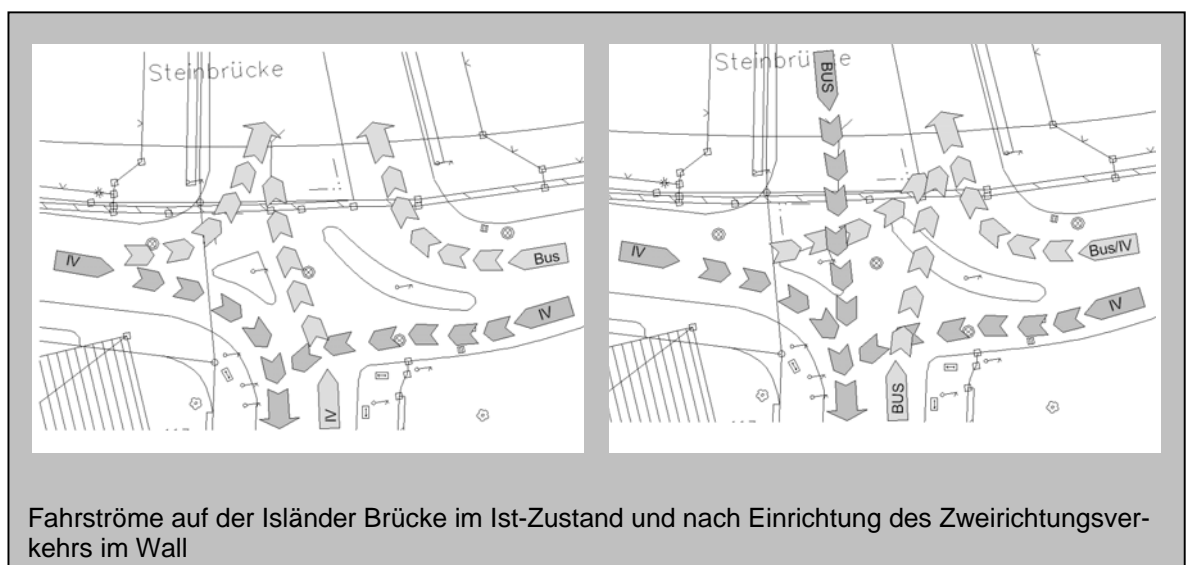 Steinbrücke
IV
Bus
IV
IV
Steinbrü e
BUS
IV
Bus/IV
IV
BUS
Fahrströme auf der Isländer Brücke im Ist-Zustand und nach Einrichtung des Zweirichtungsver-
kehrs im Wall